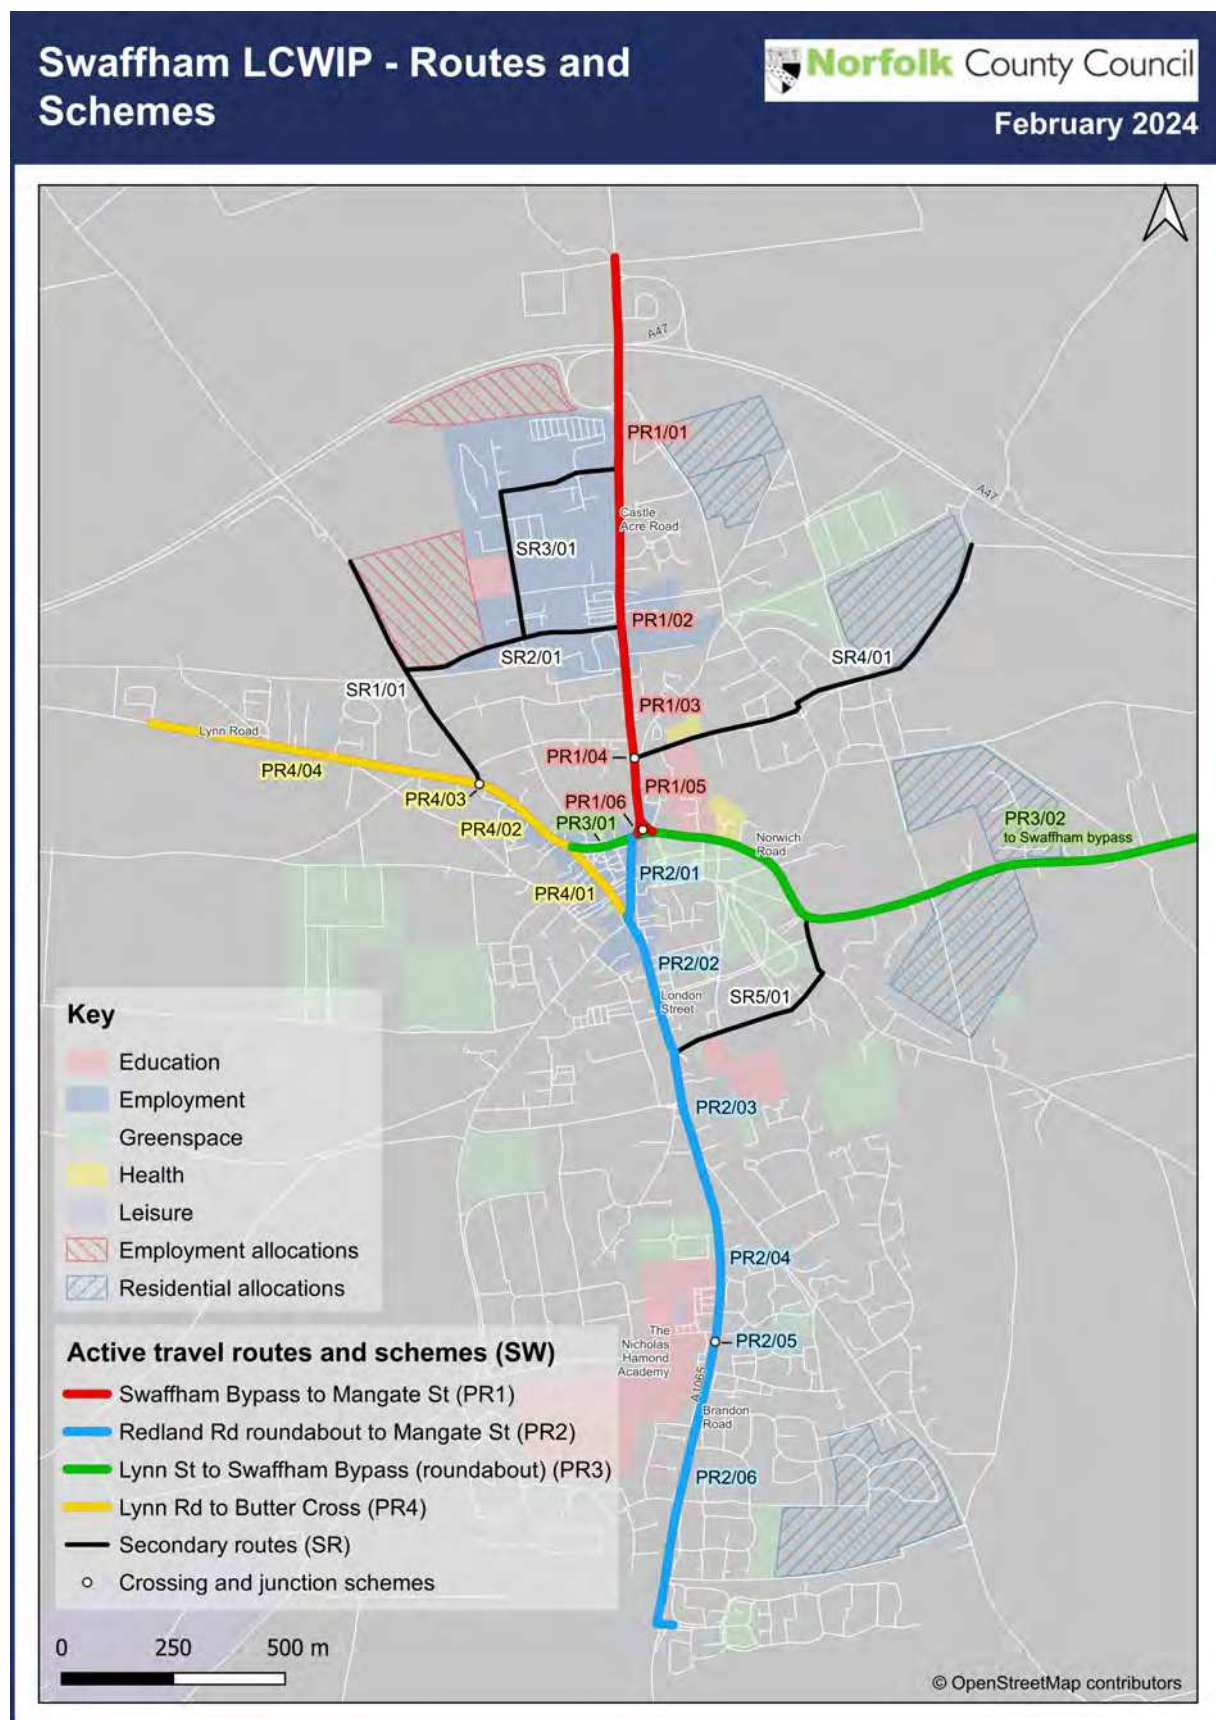 Swaffham LCWIP - Routes and
Schemes
Norfolk County Council
February 2024
A47
PR1/01
A47
Castle
Acre Road
SR3/01
PR1/02
SR2/01
SR4/01
SR1/01
PR1/03
Lynn Road
PR1/04
PR4/04
PR1/05
PR4/03
PR1/06
PR3/01
PR4/02
PR3/02
to Swaffham bypass
Norwich
Road
PR2/01
PR4/01
PR2/02
SR5/01
London
Street
PR2/03
PR2/04
The
Nicholas
Hamond
Academy
PR2/05
A1065
Brandon
Road
PR2/06
Key
Education
Employment
Greenspace
Health
Leisure
Employment allocations
Residential allocations
Active travel routes and schemes (SW)
Swaffham Bypass to Mangate St (PR1)
Redland Rd roundabout to Mangate St (PR2)
Lynn St to Swaffham Bypass (roundabout) (PR3)
Lynn Rd to Butter Cross (PR4)
Secondary routes (SR)
Crossing and junction schemes
0 250 500 m
© OpenStreetMap contributors